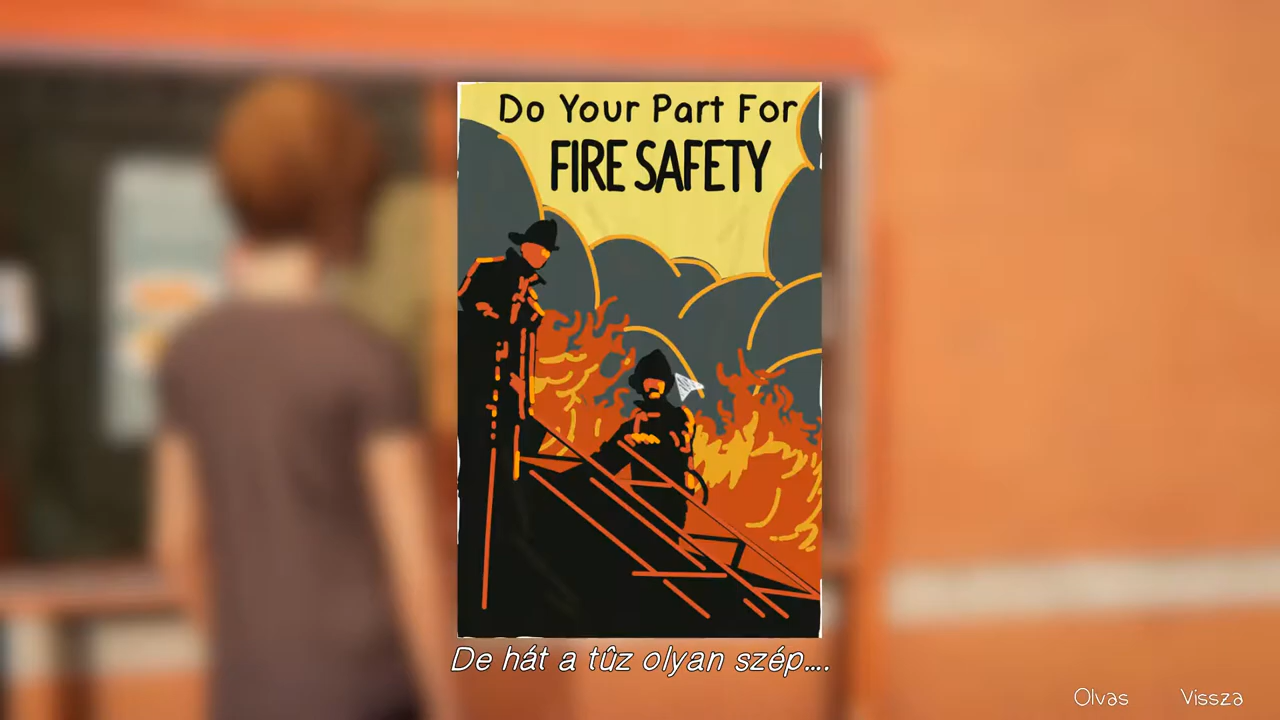 Do Your Part For
FIRE SAFETY
De hát a tûz olyan szép....
Olvas
Vissza